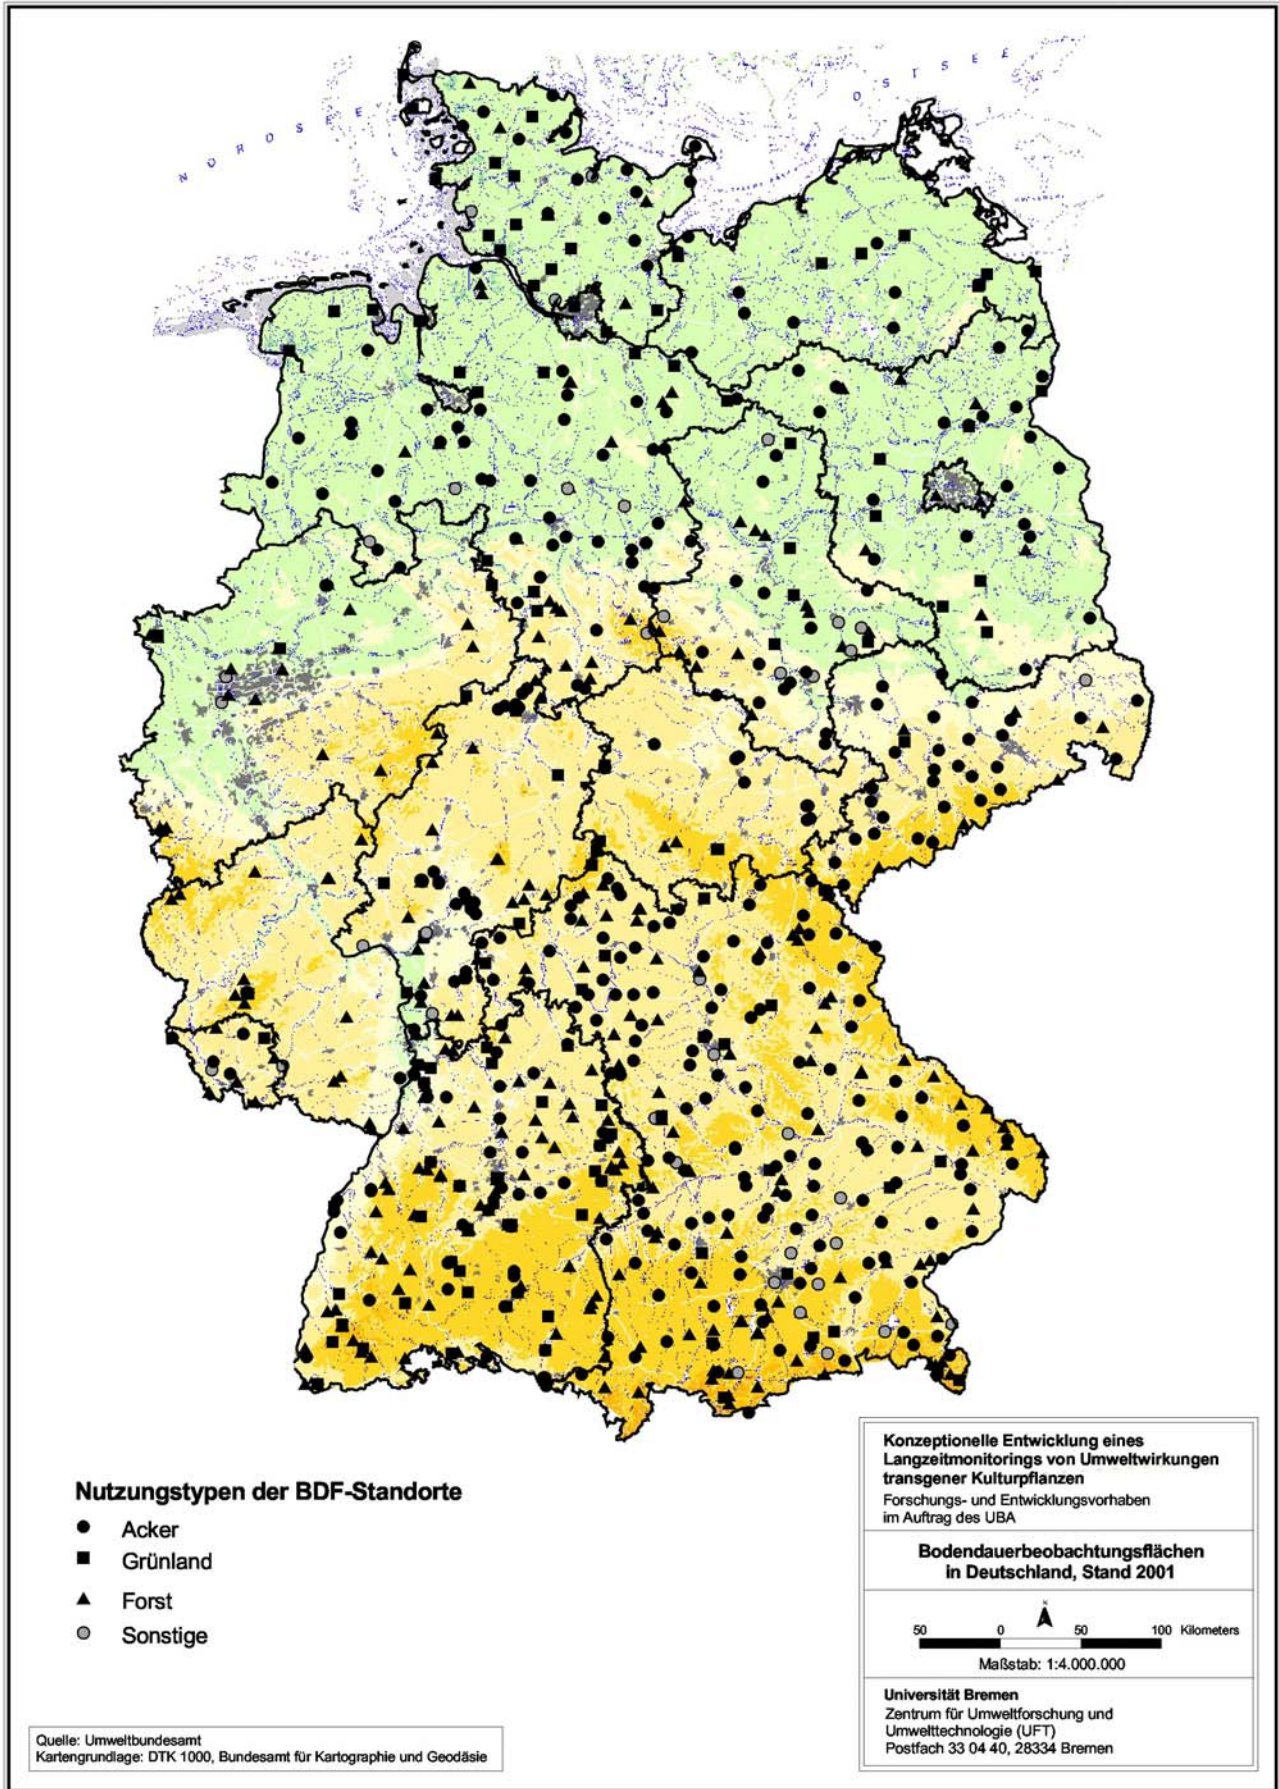 NORDSEE
OSTSEE
Nutzungstypen der BDF-Standorte
Acker
Grünland
Forst
Sonstige
Quelle: Umweltbundesamt
Kartengrundlage: DTK 1000, Bundesamt für Kartographie und Geodäsie
Konzeptionelle Entwicklung eines
Langzeitmonitorings von Umweltwirkungen
transgener Kulturpflanzen
Forschungs- und Entwicklungsvorhaben
im Auftrag des UBA
Bodendauerbeobachtungsflächen
in Deutschland, Stand 2001
N
50 0 50 100 Kilometers
Maßstab: 1:4.000.000
Universität Bremen
Zentrum für Umweltforschung und
Umwelttechnologie (UFT)
Postfach 33 04 40, 28334 Bremen